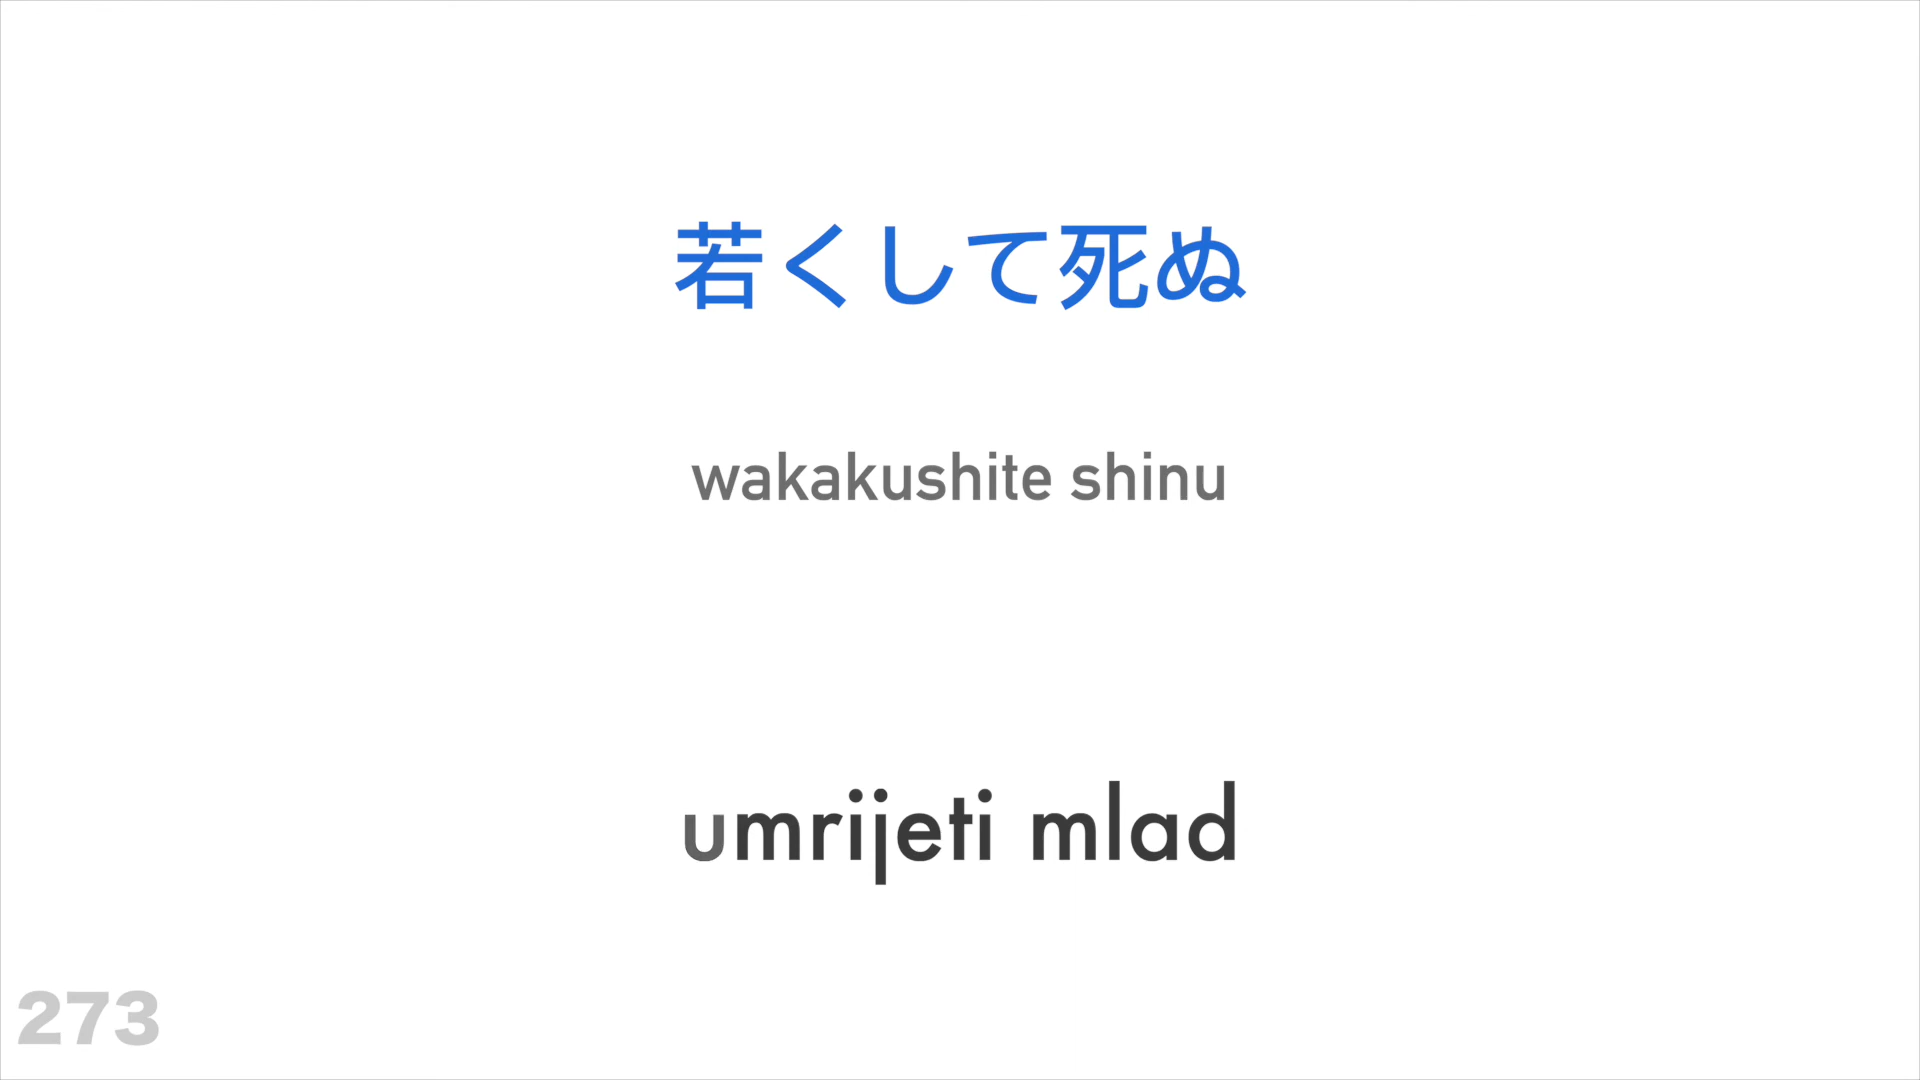 若くして死ぬ
wakakushite shinu
umrijeti mlad
273